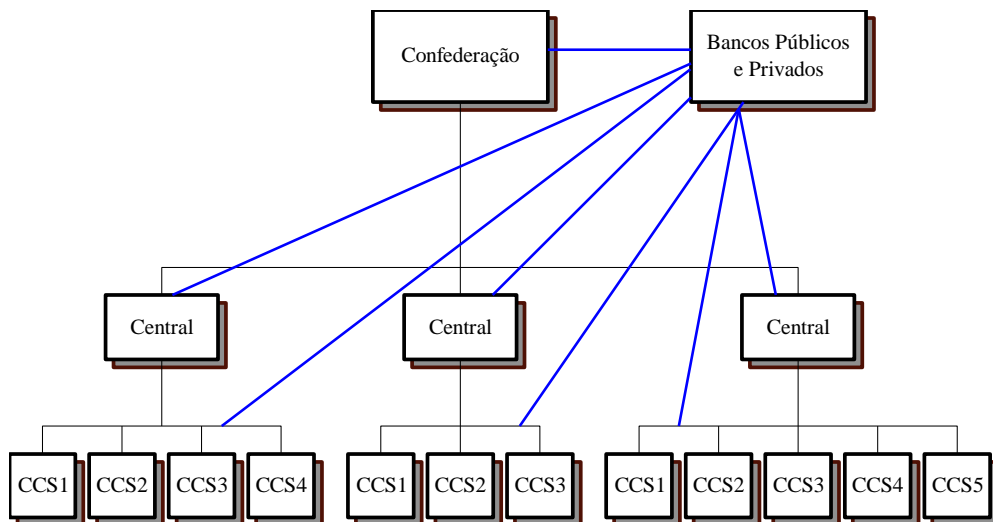 Confederação
Bancos Públicos
e Privados
Central
Central
Central
CCS1
CCS2
CCS3
CCS4
CCS1
CCS2
CCS3
CCS1
CCS2
CCS3
CCS4
CCS5